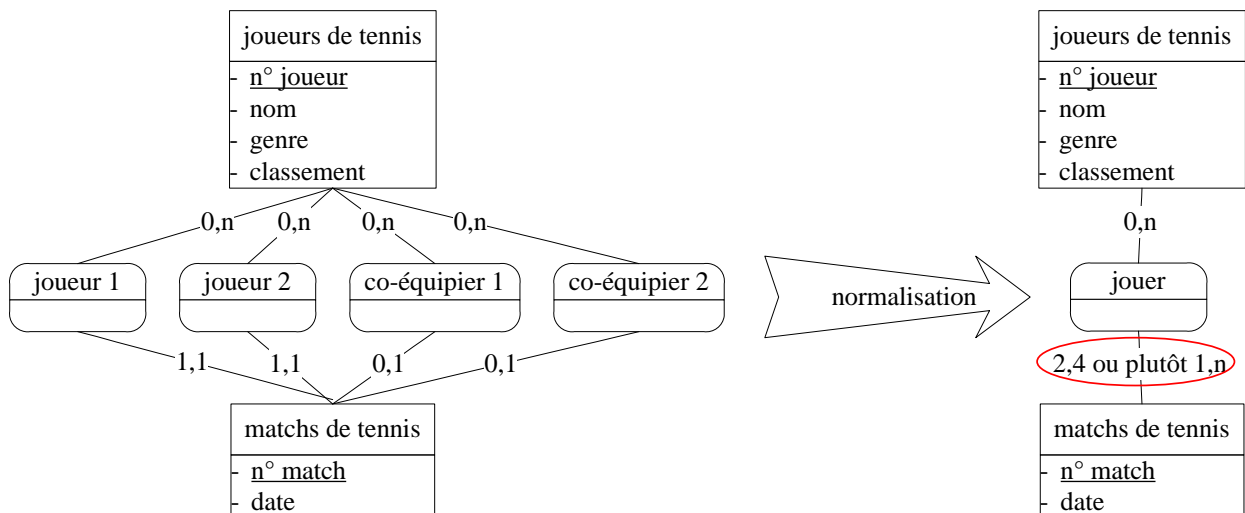 joueurs de tennis
- n° joueur
- nom
- genre
- classement
0,n 0,n 0,n 0,n
joueur 1 joueur 2 co-équipier 1 co-équipier 2
1,1 1,1 0,1 0,1
matchs de tennis
- n° match
- date
normalisation
joueurs de tennis
- n° joueur
- nom
- genre
- classement
0,n
jouer
2,4 ou plutôt 1,n
matchs de tennis
- n° match
- date